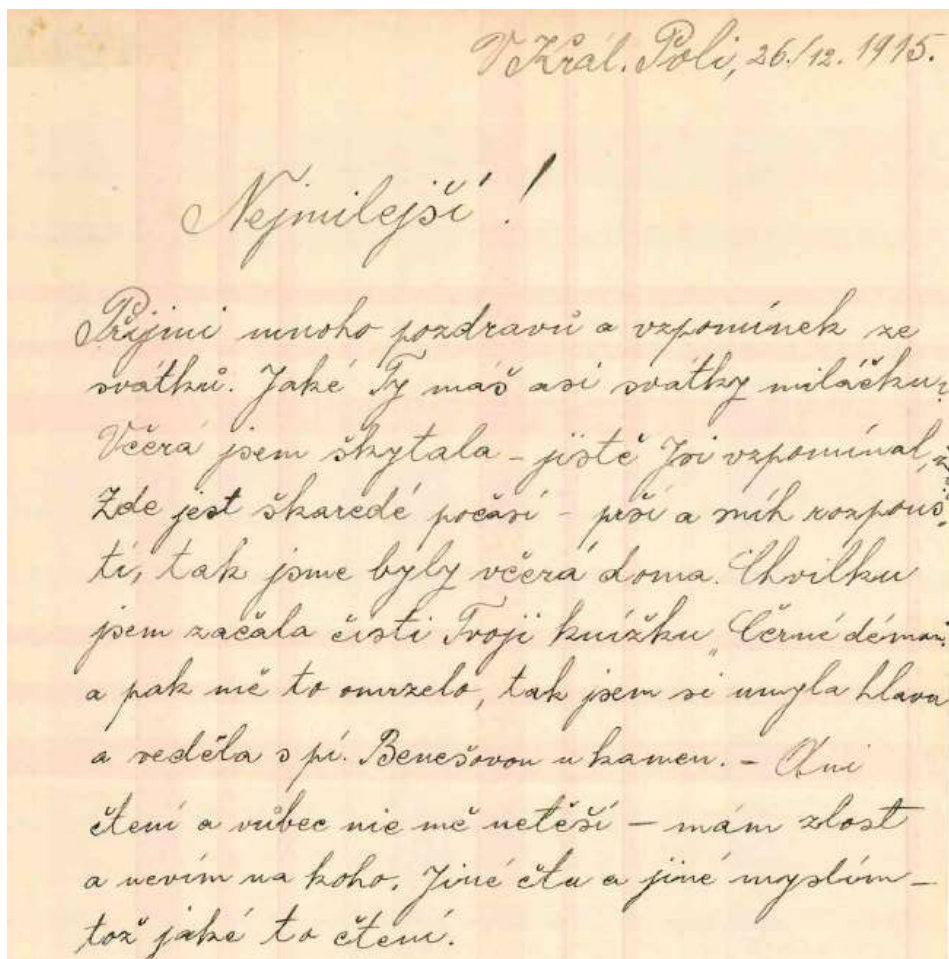 V Král. Poli, 26./12. 1915.
Nejmilejší!
Přijmi mnoho pozdravů a vzpomínek ze
svátků. Jaké Ty máš asi svátky miláčku?
Včera jsem škytala – jistě Jsi vzpomínal,
Zde jest škaredé počasí – prší a sníh rozpouš-
tí, tak jsme byly včera doma. Chvilku
jsem začala čísti Tvoji knížku „Černé démon
a pak mě to omrzelo, tak jsem si umyla hlavu
a seděla s pí. Benešovou u kamen. – Ani
čtení a vůbec nic mě netěší – mám zlost
a nevím na koho. Jiné čtu a jiné myslím –
tož jaké to čtení.